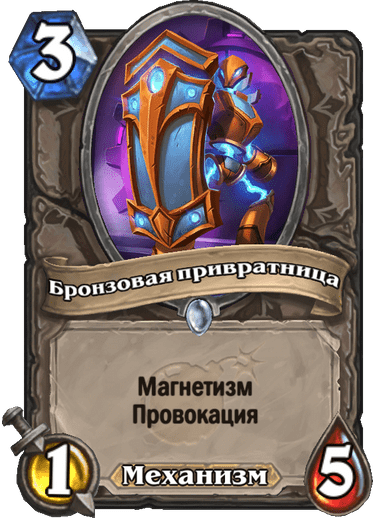 3
Бронзовая привратница
Магнетизм
Провокация
1
Механизм
5